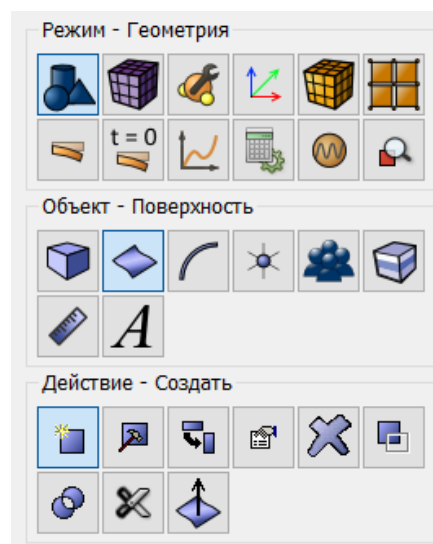 Режим - Геометрия
t = 0
Объект - Поверхность
A
Действие - Создать